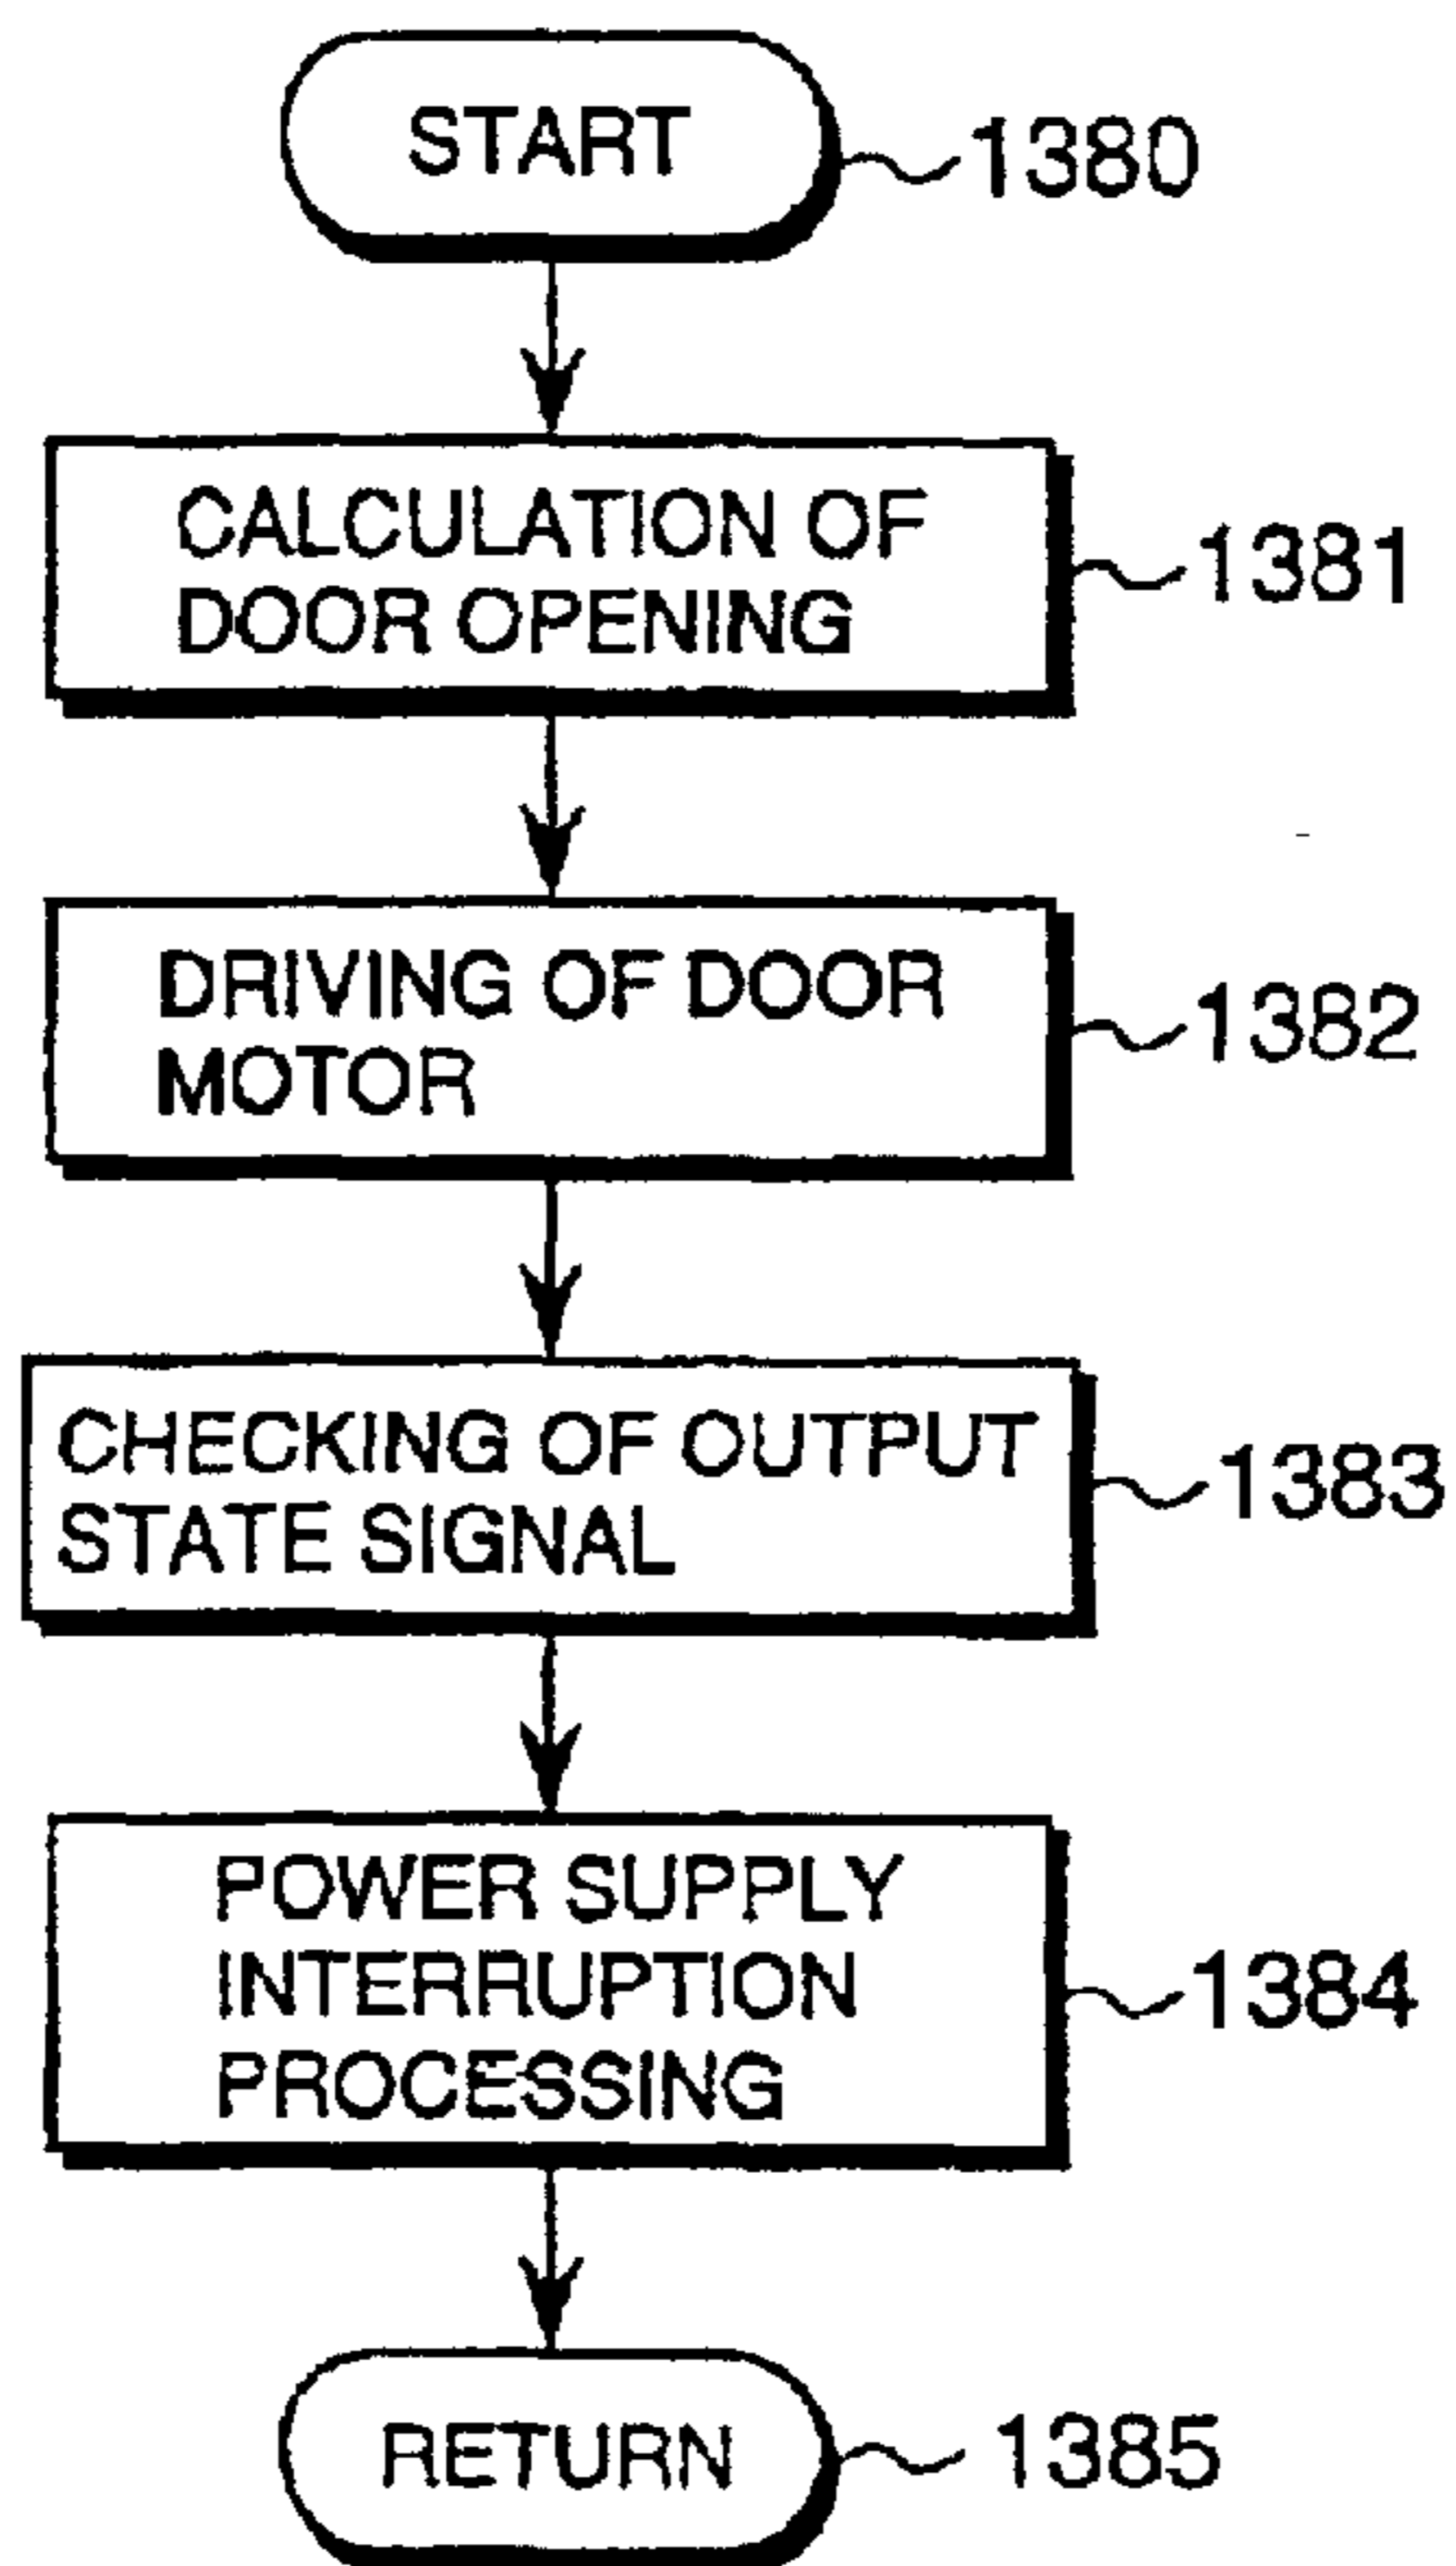 START
1380
CALCULATION OF
DOOR OPENING
1381
DRIVING OF DOOR
MOTOR
1382
CHECKING OF OUTPUT
STATE SIGNAL
1383
POWER SUPPLY
INTERRUPTION
PROCESSING
1384
RETURN
1385